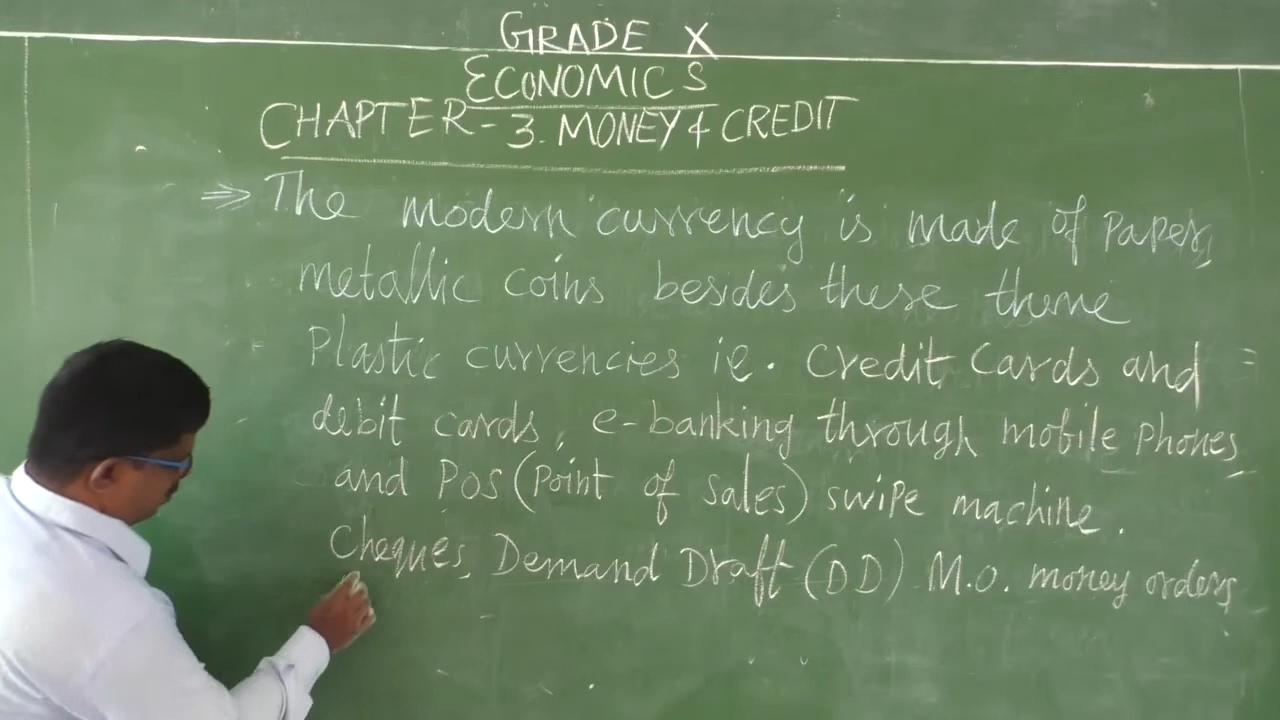 GRADE X
ECONOMICS
CHAPTER - 3. MONEY & CREDIT
⇒ The modern currency is made of Paper,
metallic coins besides these
Plastic currencies ie. Credit Cards and
debit cards, e-banking through mobile Phones
and POS (Point of Sales) swipe machine.
Cheques, Demand Draft (DD) M.O. money orders,